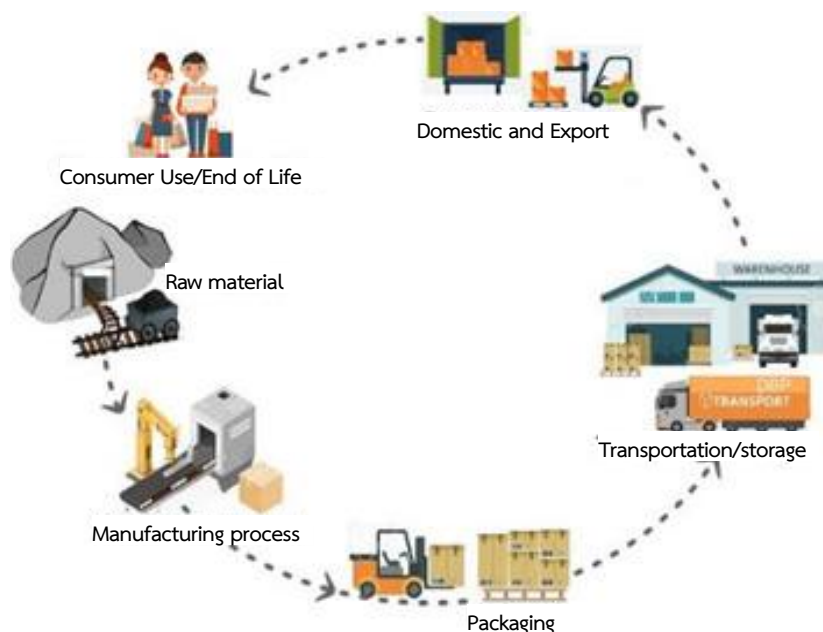 Domestic and Export
Consumer Use/End of Life
Raw material
WAREHOUSE
TRANSPORT
Transportation/storage
Manufacturing process
Packaging